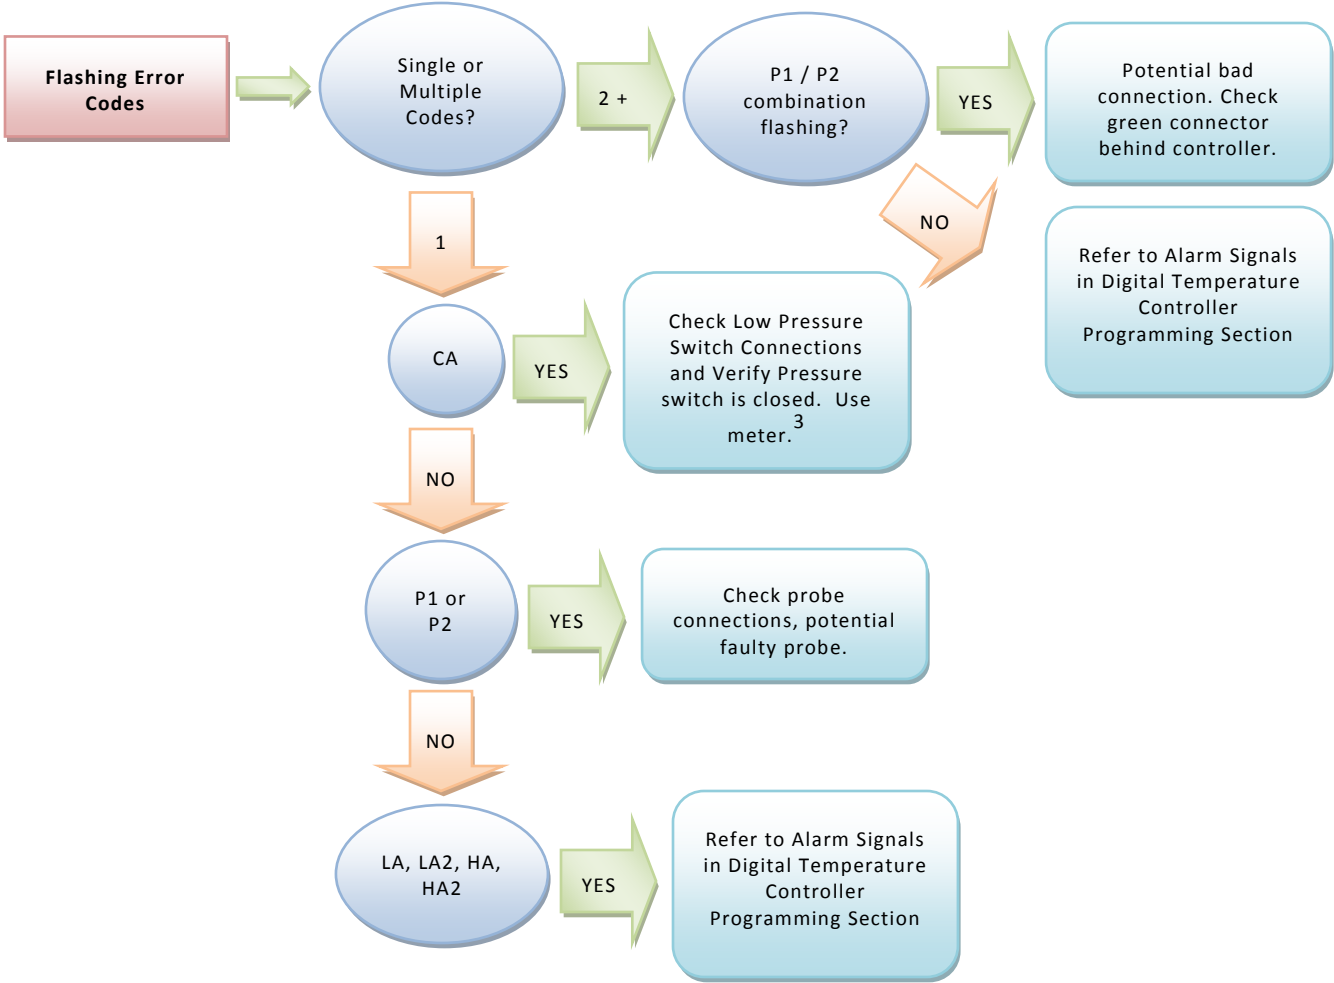 Flashing Error
Codes
Single or
Multiple
Codes?
2 +
P1 / P2
combination
flashing?
YES
Potential bad
connection. Check
green connector
behind controller.
NO
Refer to Alarm Signals
in Digital Temperature
Controller
Programming Section
1
CA
YES
Check Low Pressure
Switch Connections
and Verify Pressure
switch is closed. Use
meter.3
NO
P1 or
P2
YES
Check probe
connections, potential
faulty probe.
NO
LA, LA2, HA,
HA2
YES
Refer to Alarm Signals
in Digital Temperature
Controller
Programming Section